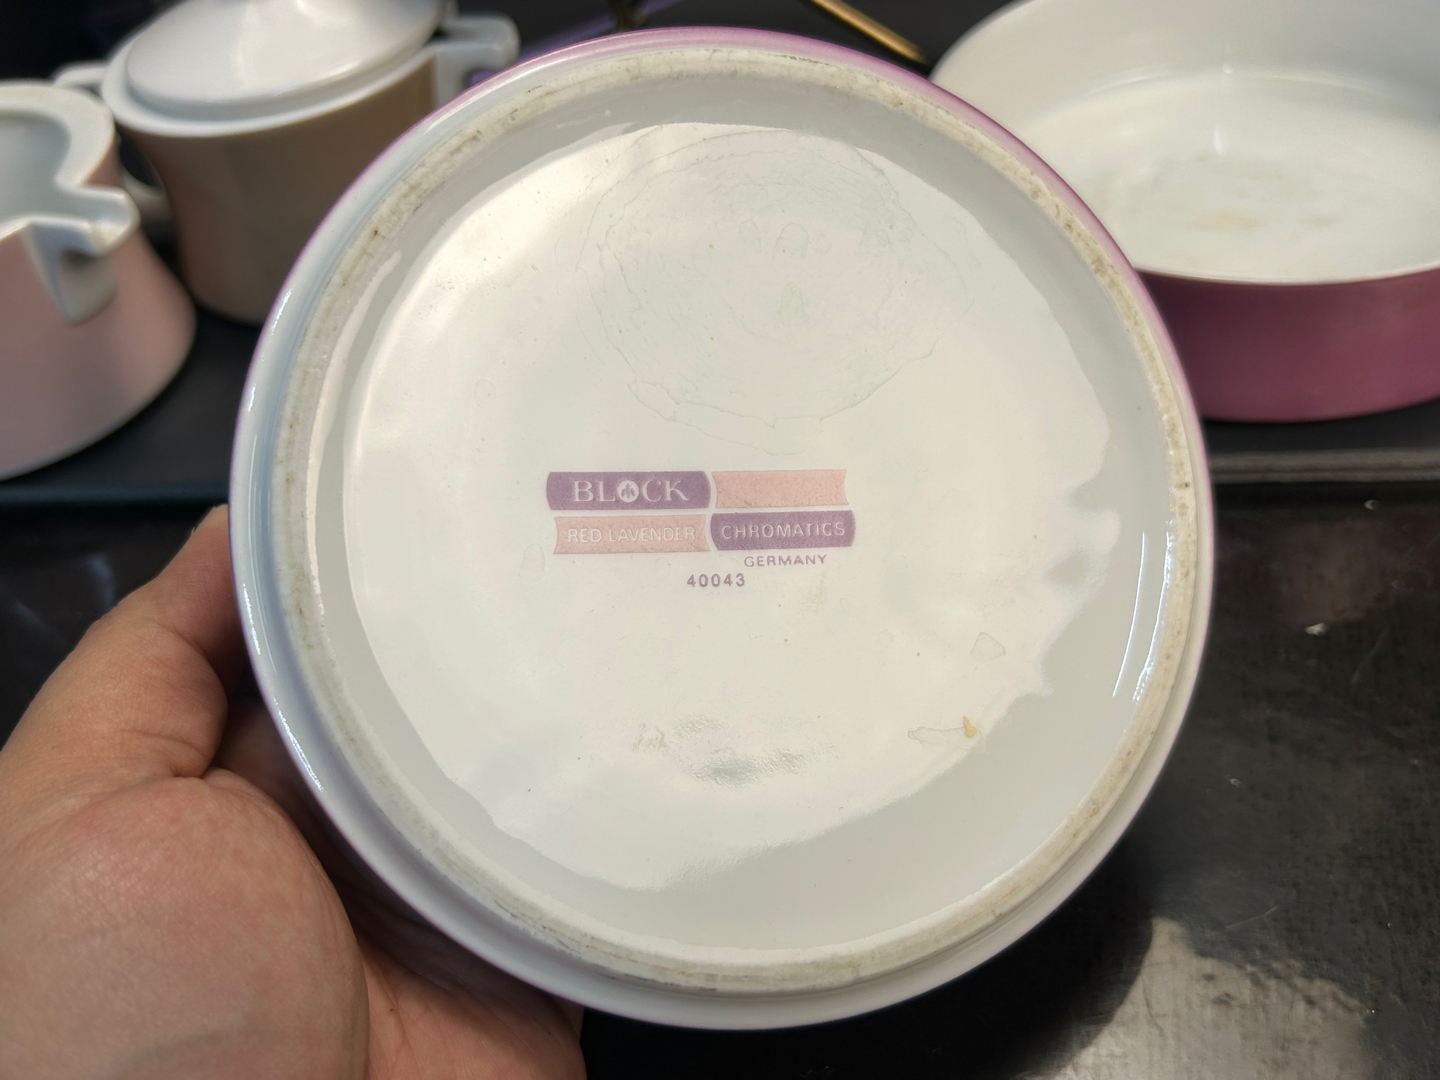 BLOCK
RED LAVENDER CHROMATICS
GERMANY
40043